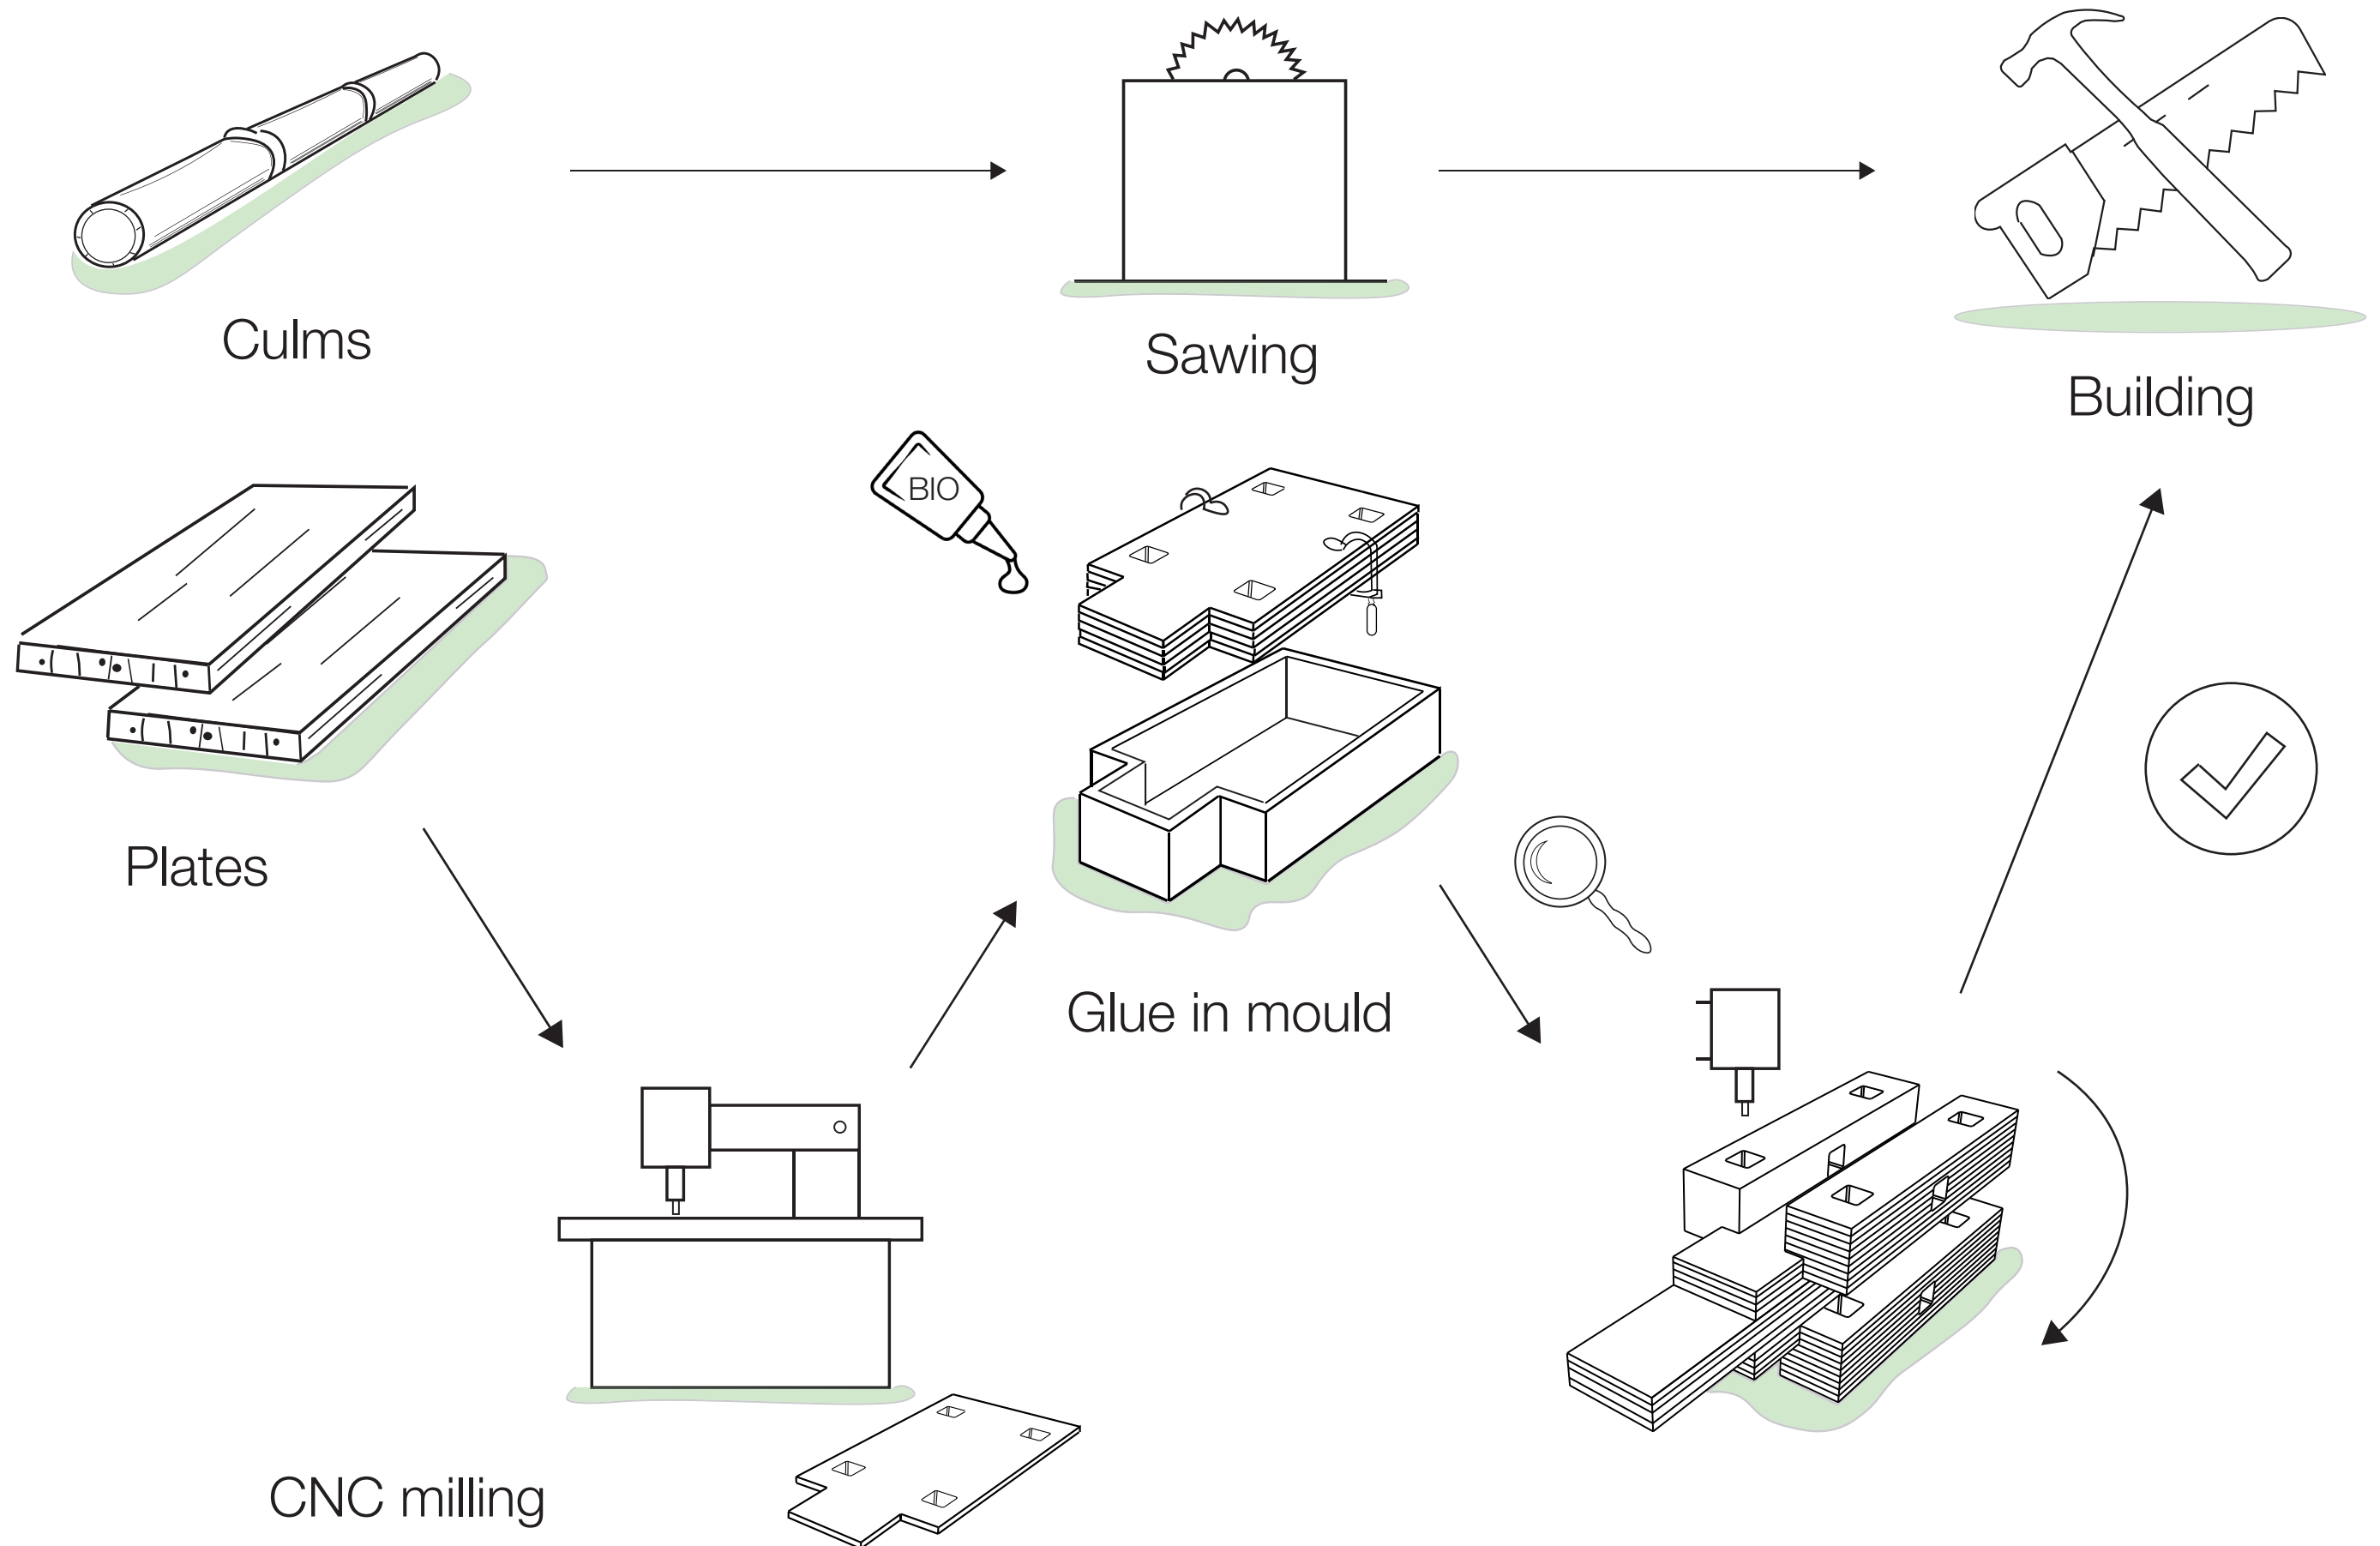 Culms
Sawing
Building
BIO
Plates
Glue in mould
CNC milling